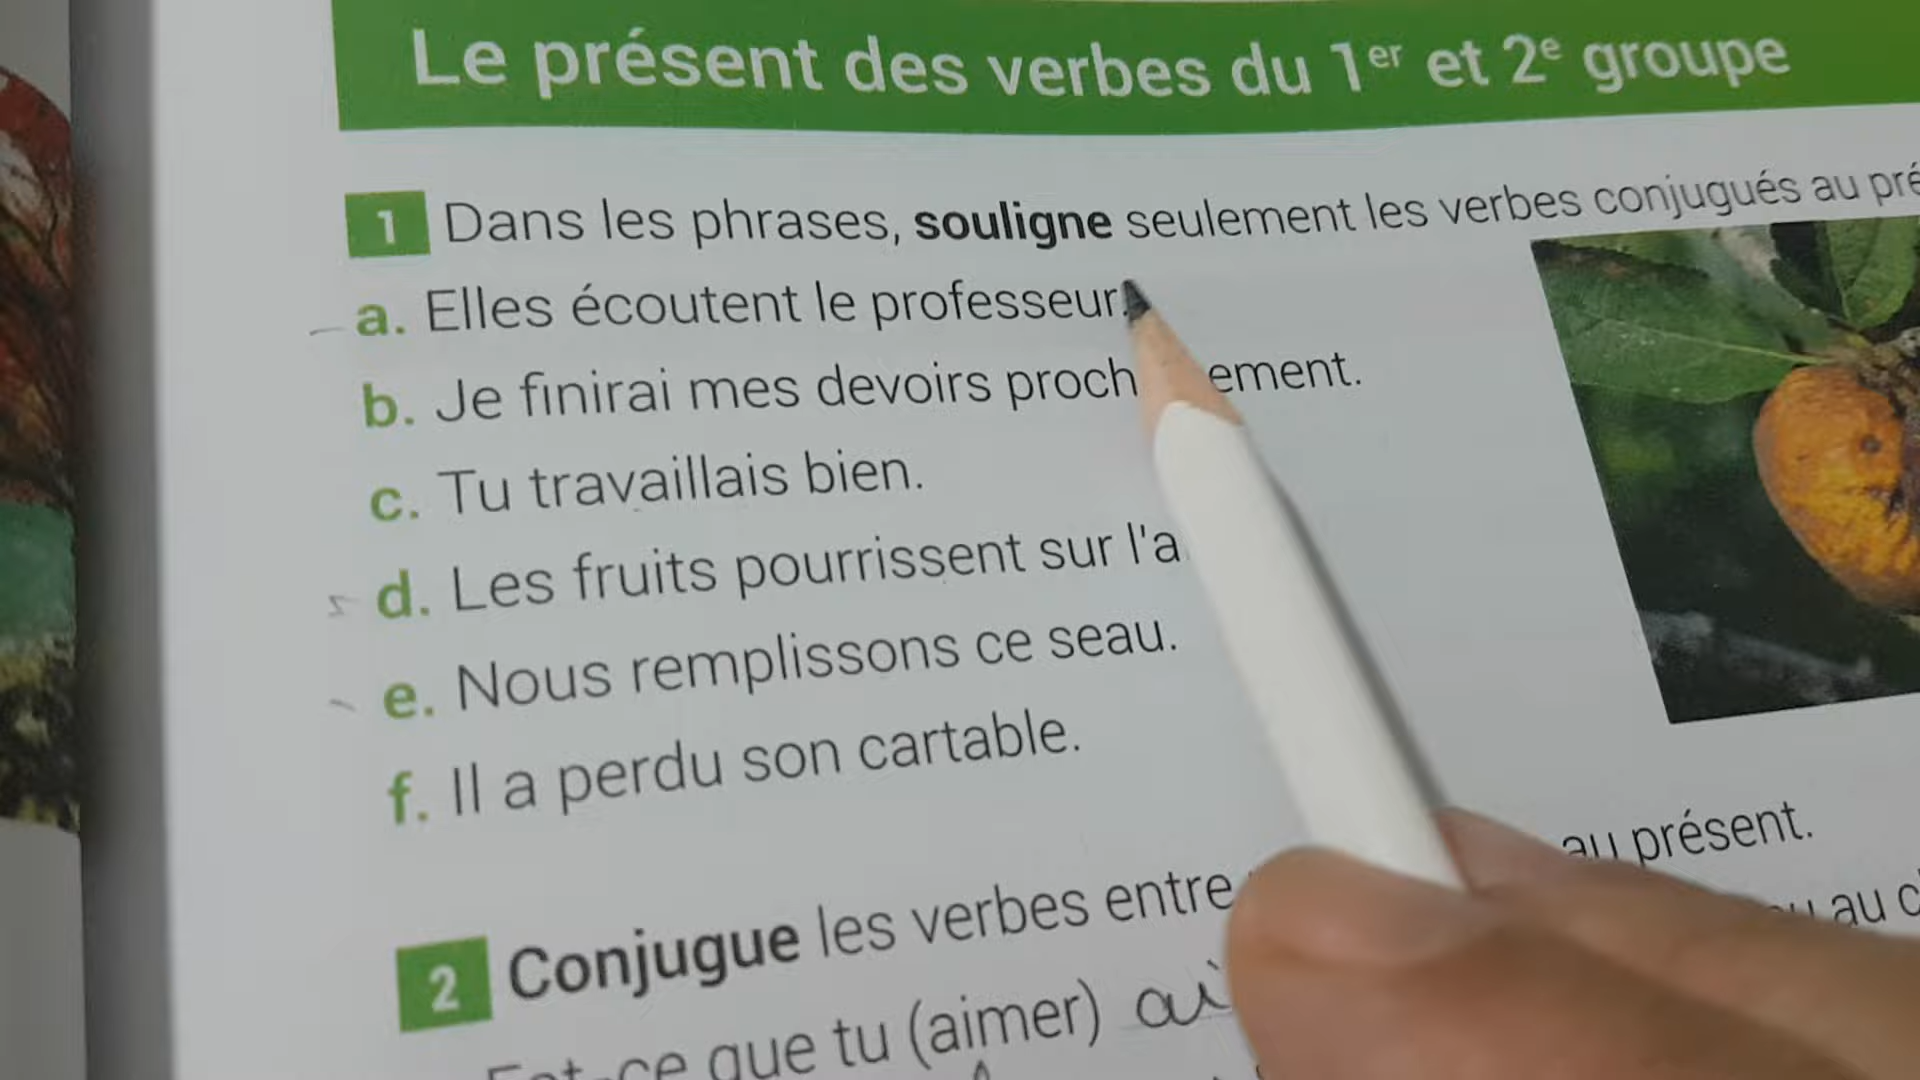 Le présent des verbes du 1er et 2e groupe
1 Dans les phrases, souligne seulement les verbes conjugués au
a. Elles écoutent le professeur.
b. Je finirai mes devoirs
c. Tu travaillais bien.
d. Les fruits pourrissent sur
e. Nous remplissons ce seau.
f. Il a perdu son cartable.
2 Conjugue les verbes entre au présent.
au
que tu (aimer)